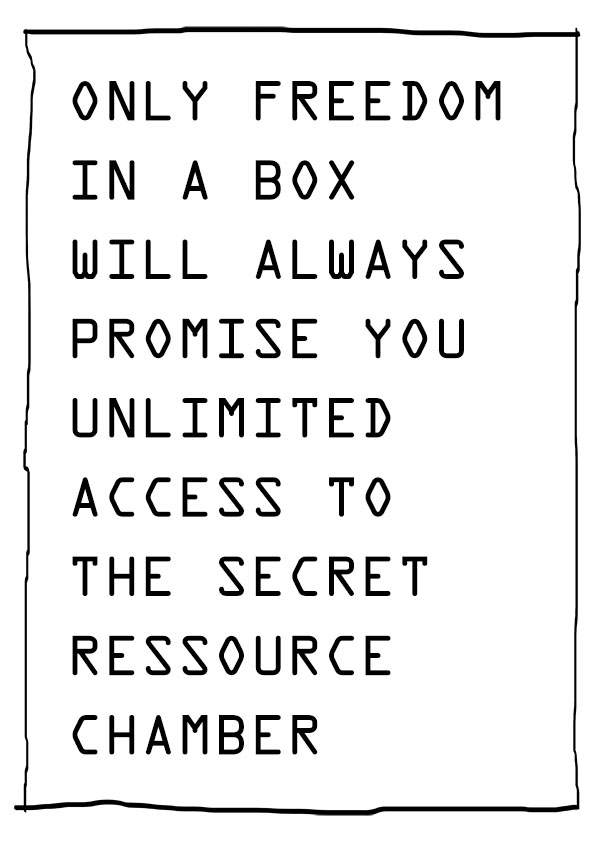 ONLY FREEDOM
IN A BOX
WILL ALWAYS
PROMISE YOU
UNLIMITED
ACCESS TO
THE SECRET
RESSOURCE
CHAMBER